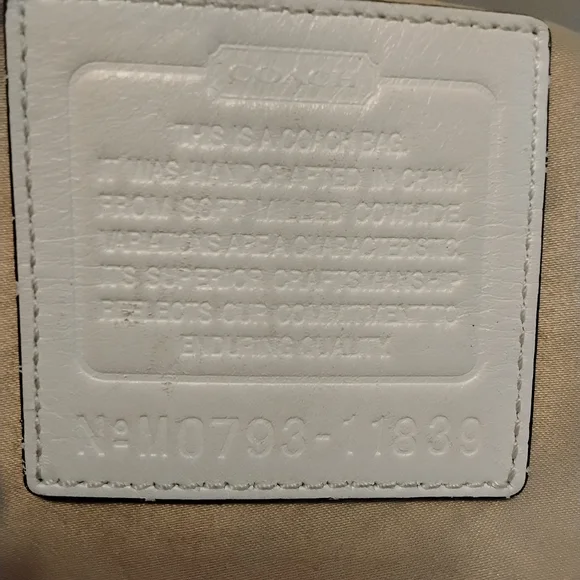 COACH
THIS IS A COACH BAG.
IT WAS HANDCRAFTED IN CHINA
FROM SOFT MILLED COWHIDE.
VARIATIONS ARE A CHARACTERISTIC.
ITS SUPERIOR CRAFTSMANSHIP
REFLECTS OUR COMMITMENT TO
ENDURING QUALITY.
Nº M0793-11839